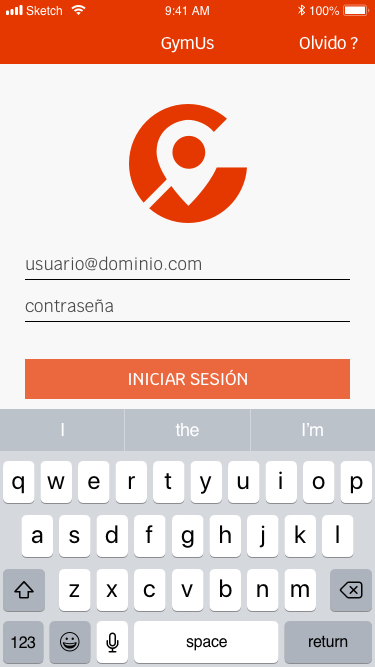 Sketch 9:41 AM 100%
GymUs Olvido ?
usuario@dominio.com
contraseña
INICIAR SESIÓN
I the I'm
q w e r t y u i o p
a s d f g h j k l
z x c v b n m
123 space return